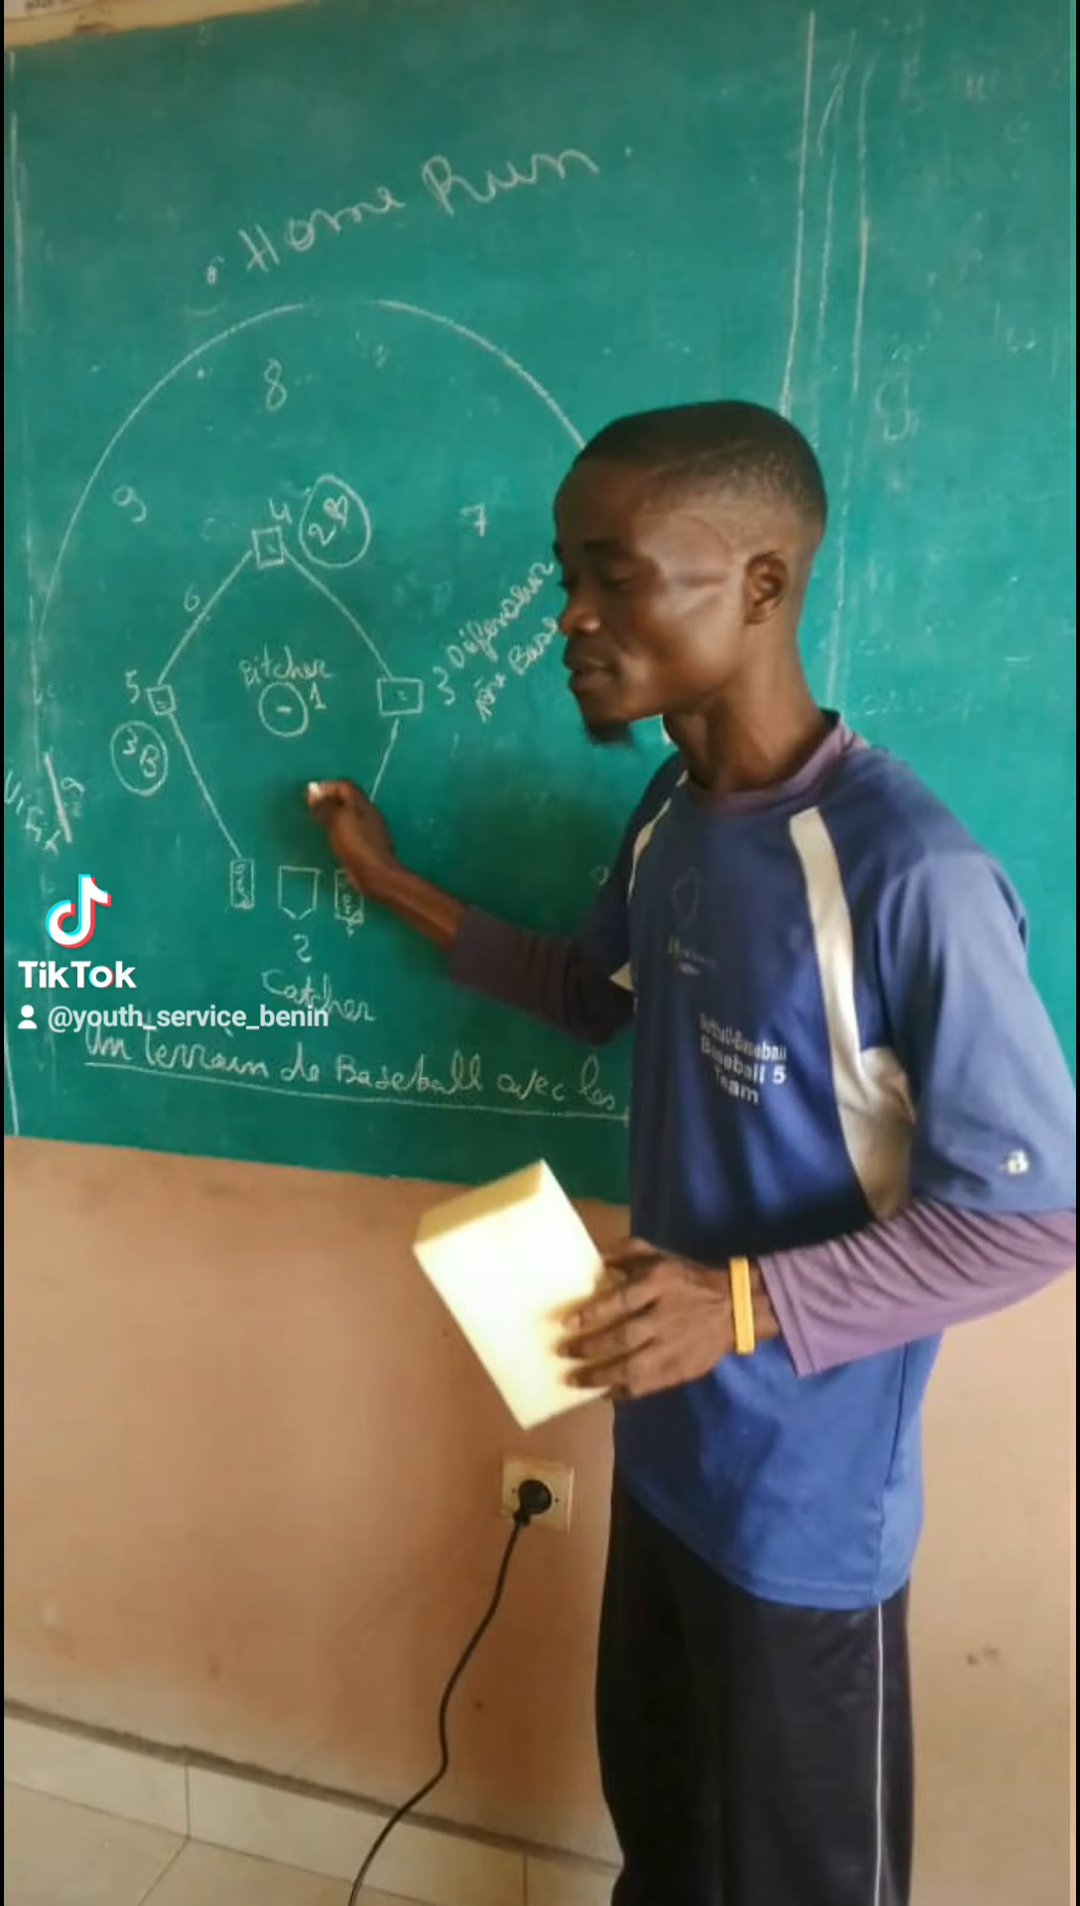 Home Run
8
9
7
4
2B
6
Pitcher
1
5
3B
3 Défenseur
1ère Base
2
Catcher
Un Terrain de Baseball avec les
TikTok
@youth_service_benin
Baseball 5
Team